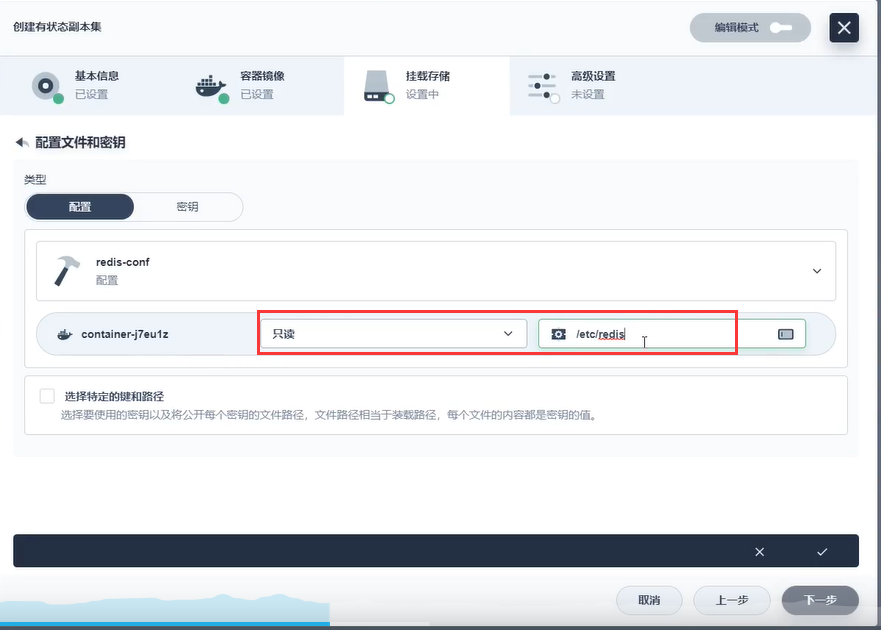 创建有状态副本集
编辑模式
基本信息
已设置
容器镜像
已设置
挂载存储
设置中
高级设置
未设置
配置文件和密钥
类型
配置
密钥
redis-conf
配置
container-j7eu1z
只读
/etc/redis
选择特定的键和路径
选择要使用的密钥以及将公开每个密钥的文件路径，文件路径相当于装载路径，每个文件的内容都是密钥的值。
取消
上一步
下一步